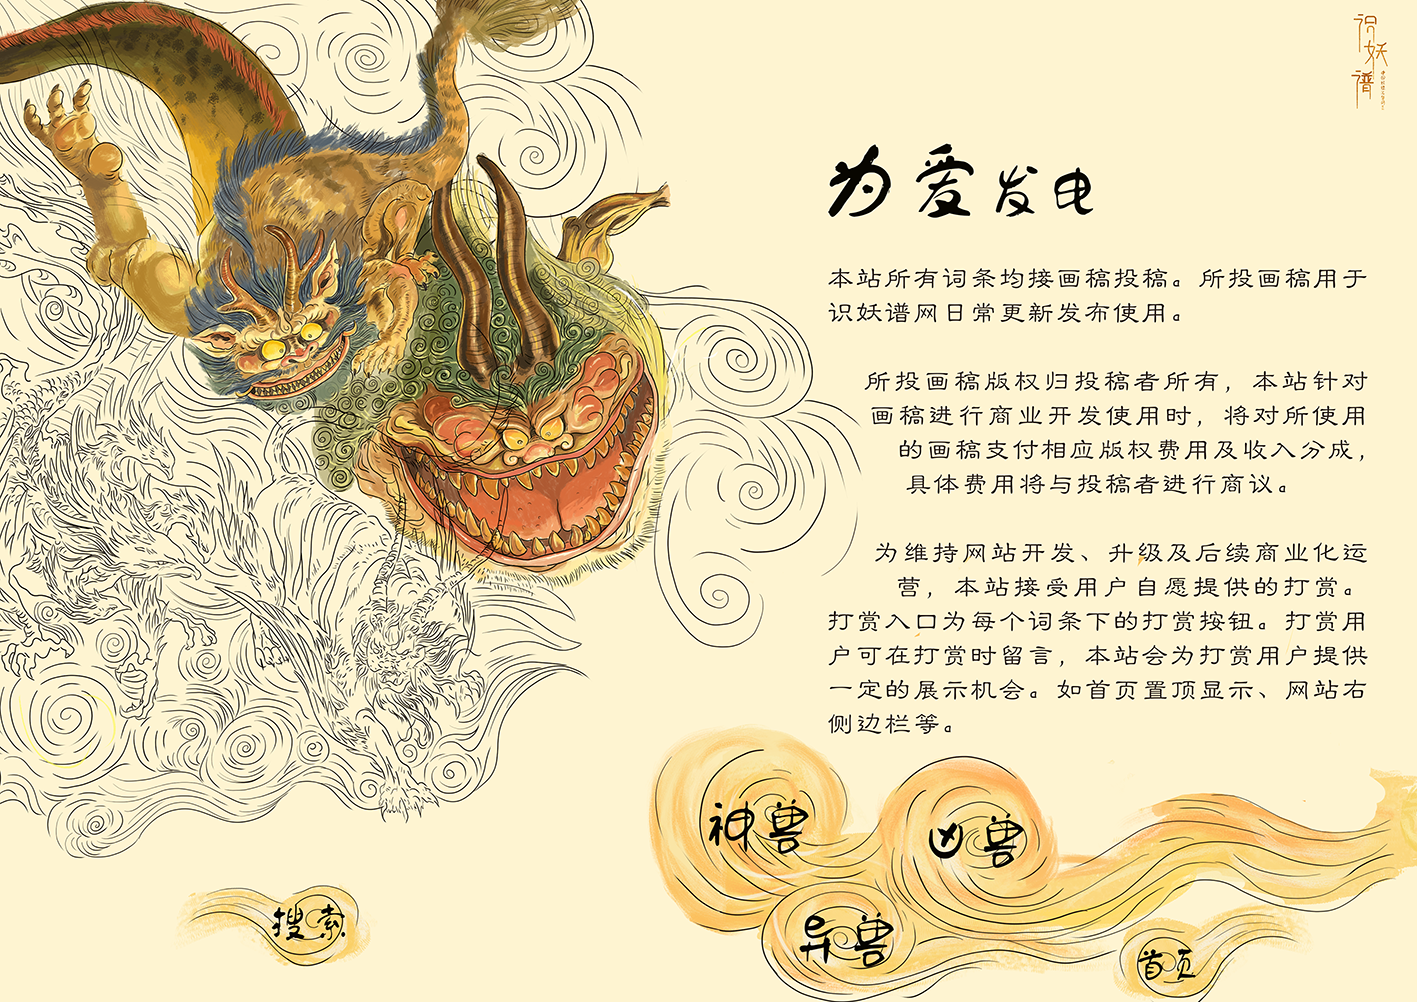 识妖谱
为爱发电
本站所有词条均接画稿投稿。所投画稿用于
识妖谱网日常更新发布使用。
所投画稿版权归投稿者所有，本站针对
画稿进行商业开发使用时，将对所使用
的画稿支付相应版权费用及收入分成，
具体费用将与投稿者进行商议。
为维持网站开发、升级及后续商业化运
营，本站接受用户自愿提供的打赏。
打赏入口为每个词条下的打赏按钮。打赏用
户可在打赏时留言，本站会为打赏用户提供
一定的展示机会。如首页置顶显示、网站右
侧边栏等。
神兽
凶兽
搜索
异兽
首页